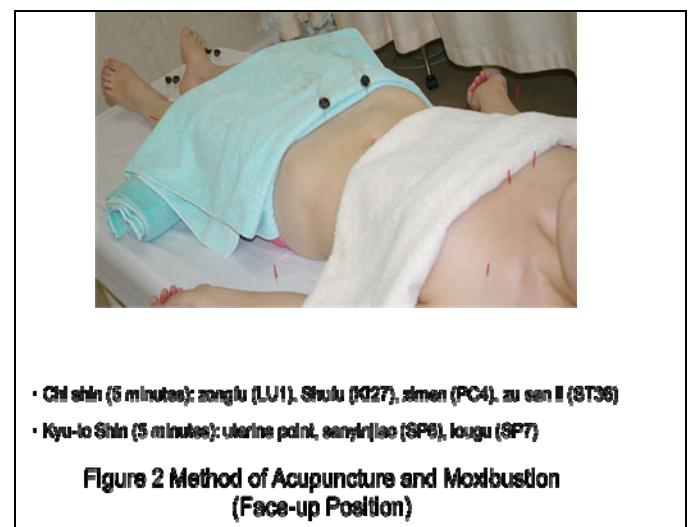 ・Chi shin (5 minutes): zongfu (LU1), Shufu (KI27), ximen (PC4), zu san li (ST36)
・Kyu-to Shin (5 minutes): uterine point, sanyinjiao (SP6), lougu (SP7)
Figure 2 Method of Acupuncture and Moxibustion
(Face-up Position)